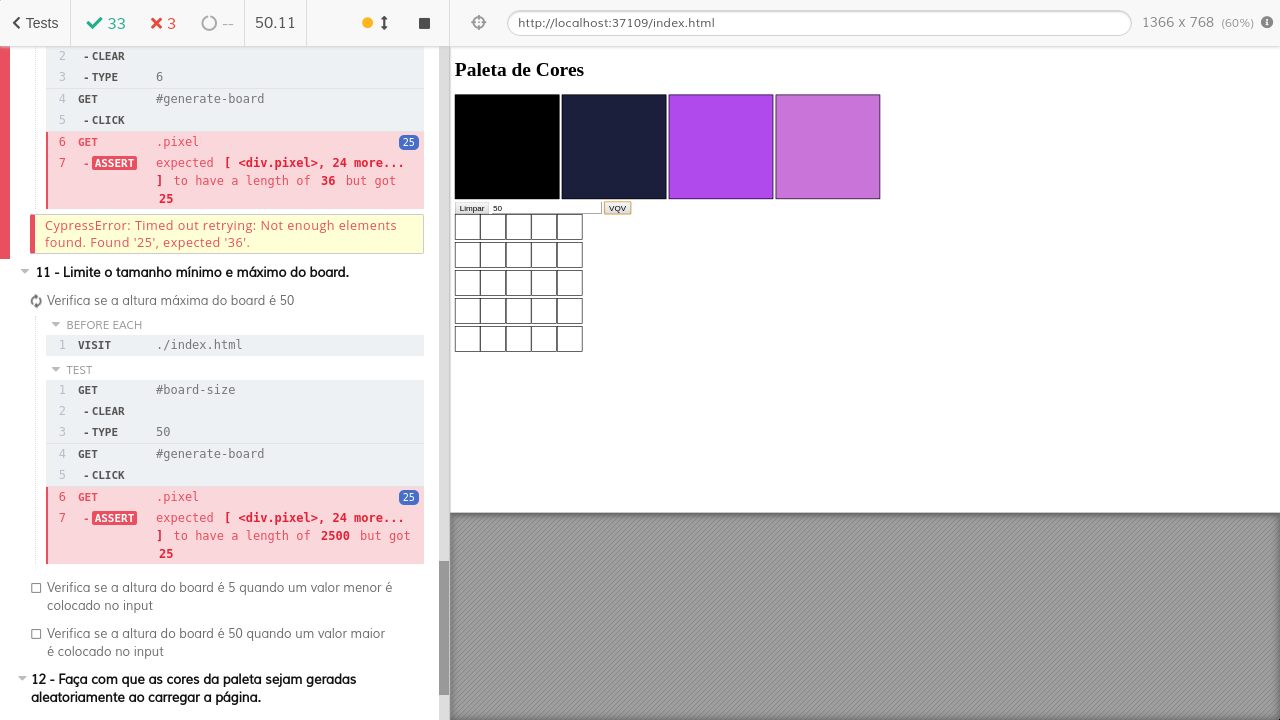 Tests 33 3 -- 50.11
2 -CLEAR
3 -TYPE 6
4 GET #generate-board
5 -CLICK
6 GET .pixel 25
7 -ASSERT expected [ <div.pixel>, 24 more...
] to have a length of 36 but got
25
CypressError: Timed out retrying: Not enough elements
found. Found '25', expected '36'.
11 - Limite o tamanho mínimo e máximo do board.
Verifica se a altura máxima do board é 50
BEFORE EACH
1 VISIT ./index.html
TEST
1 GET #board-size
2 -CLEAR
3 -TYPE 50
4 GET #generate-board
5 -CLICK
6 GET .pixel 25
7 -ASSERT expected [ <div.pixel>, 24 more...
] to have a length of 2500 but got
25
Verifica se a altura do board é 5 quando um valor menor é
colocado no input
Verifica se a altura do board é 50 quando um valor maior
é colocado no input
12 - Faça com que as cores da paleta sejam geradas
aleatoriamente ao carregar a página.
http://localhost:37109/index.html 1366 x 768 (60%)
Paleta de Cores
Limpar 50 VQV